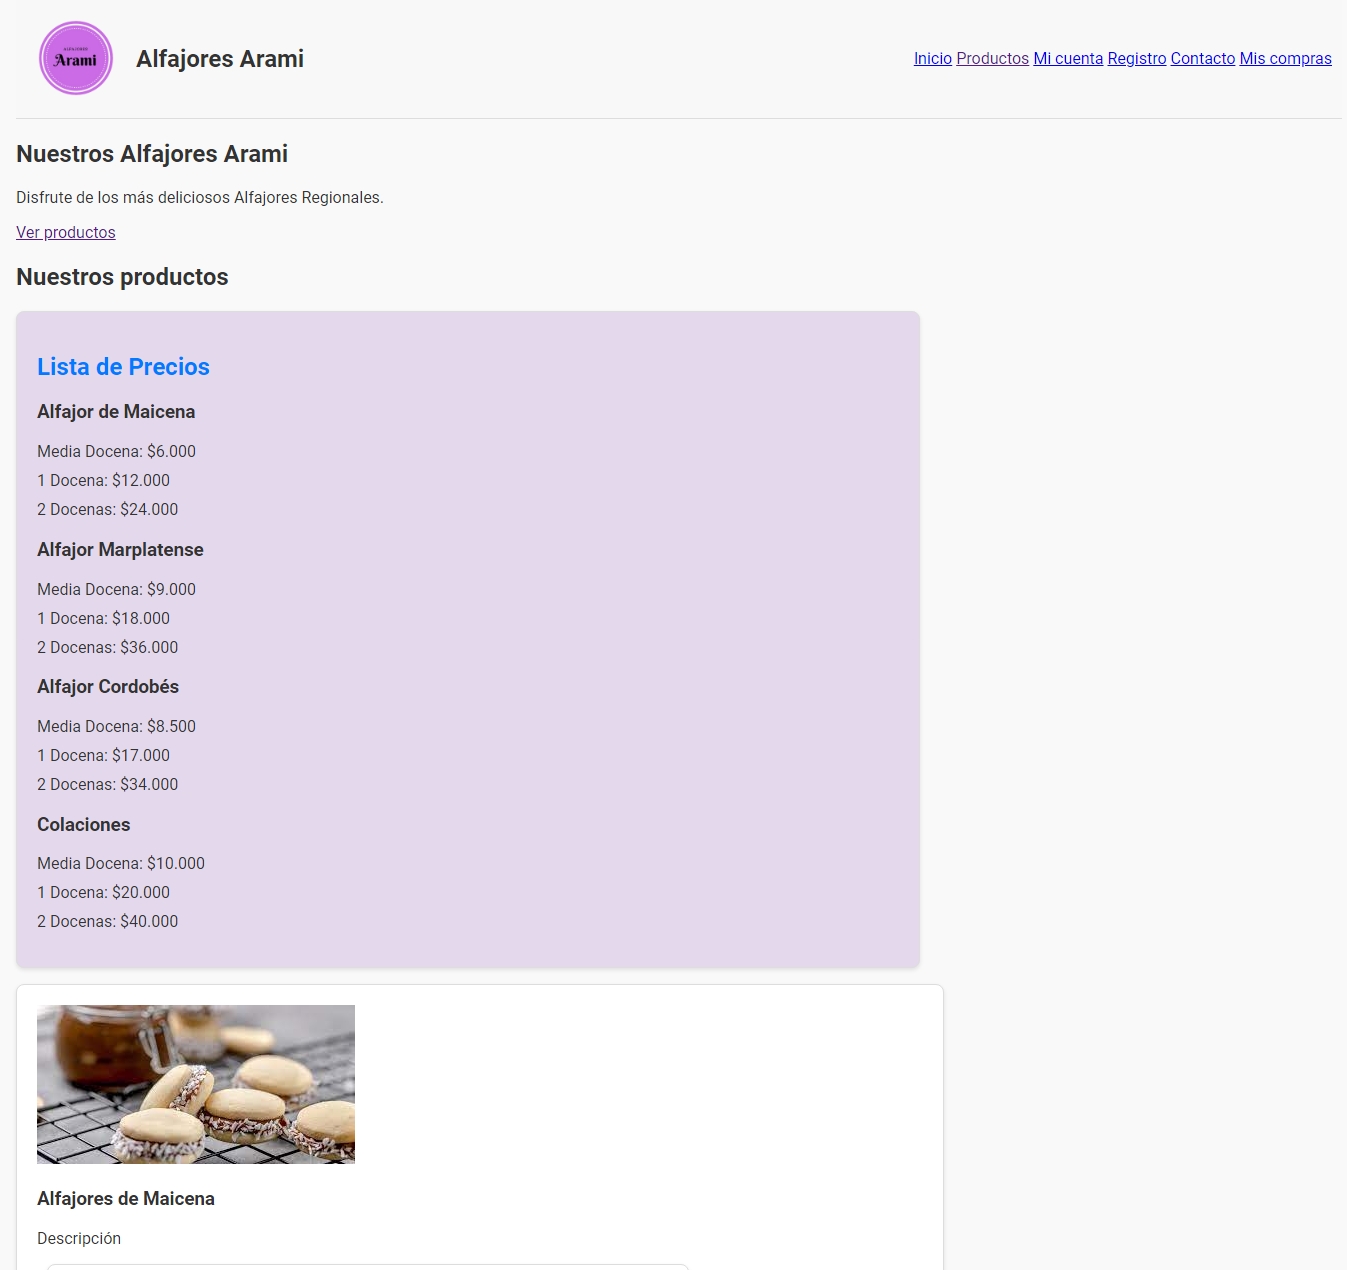 ALFAJORES
Arami
Alfajores Arami
Inicio Productos Mi cuenta Registro Contacto Mis compras
Nuestros Alfajores Arami
Disfrute de los más deliciosos Alfajores Regionales.
Ver productos
Nuestros productos
Lista de Precios
Alfajor de Maicena
Media Docena: $6.000
1 Docena: $12.000
2 Docenas: $24.000
Alfajor Marplatense
Media Docena: $9.000
1 Docena: $18.000
2 Docenas: $36.000
Alfajor Cordobés
Media Docena: $8.500
1 Docena: $17.000
2 Docenas: $34.000
Colaciones
Media Docena: $10.000
1 Docena: $20.000
2 Docenas: $40.000
Alfajores de Maicena
Descripción